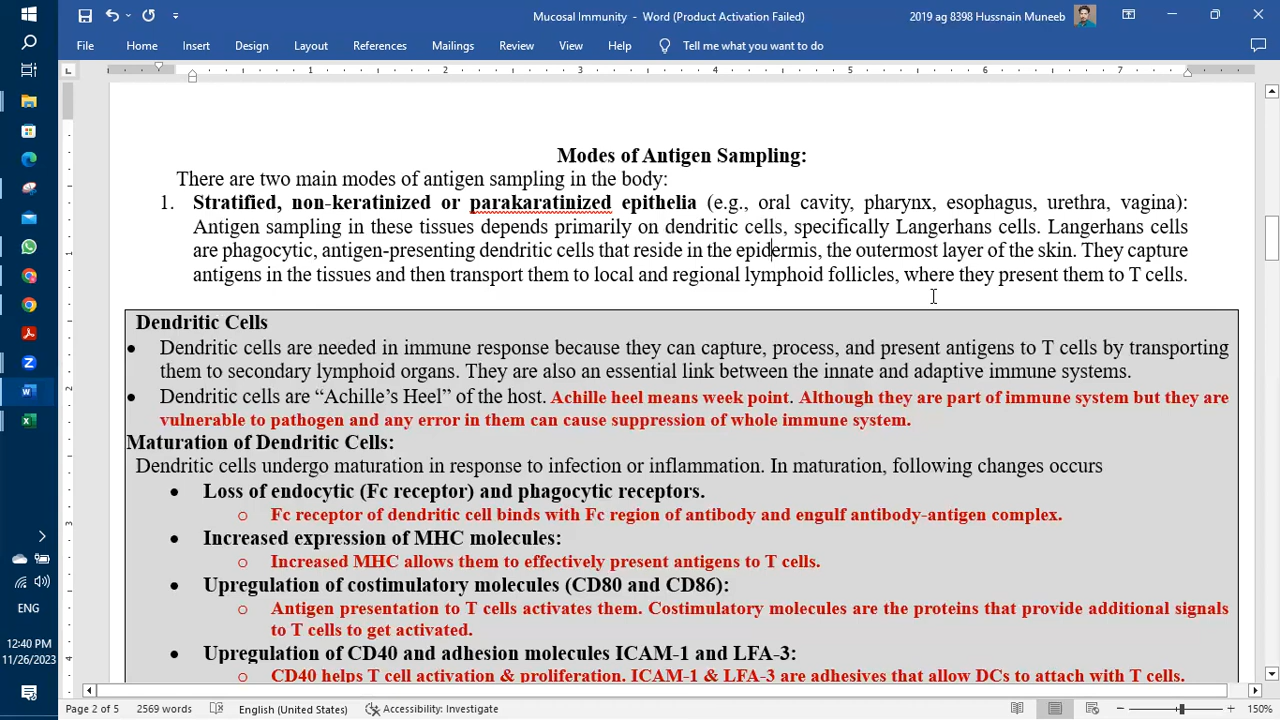 Mucosal Immunity - Word (Product Activation Failed)
2019 ag 8398 Hussnain Muneeb
File Home Insert Design Layout References Mailings Review View Help Tell me what you want to do
1 2 3 4 5 6 7
Modes of Antigen Sampling:
There are two main modes of antigen sampling in the body:
1. Stratified, non-keratinized or parakaratinized epithelia (e.g., oral cavity, pharynx, esophagus, urethra, vagina):
Antigen sampling in these tissues depends primarily on dendritic cells, specifically Langerhans cells. Langerhans cells
are phagocytic, antigen-presenting dendritic cells that reside in the epidermis, the outermost layer of the skin. They capture
antigens in the tissues and then transport them to local and regional lymphoid follicles, where they present them to T cells.
Dendritic Cells
• Dendritic cells are needed in immune response because they can capture, process, and present antigens to T cells by transporting
them to secondary lymphoid organs. They are also an essential link between the innate and adaptive immune systems.
• Dendritic cells are “Achille’s Heel” of the host. Achille heel means week point. Although they are part of immune system but they are
vulnerable to pathogen and any error in them can cause suppression of whole immune system.
Maturation of Dendritic Cells:
Dendritic cells undergo maturation in response to infection or inflammation. In maturation, following changes occurs
• Loss of endocytic (Fc receptor) and phagocytic receptors.
o Fc receptor of dendritic cell binds with Fc region of antibody and engulf antibody-antigen complex.
• Increased expression of MHC molecules:
o Increased MHC allows them to effectively present antigens to T cells.
• Upregulation of costimulatory molecules (CD80 and CD86):
o Antigen presentation to T cells activates them. Costimulatory molecules are the proteins that provide additional signals
to T cells to get activated.
• Upregulation of CD40 and adhesion molecules ICAM-1 and LFA-3:
o CD40 helps T cell activation & proliferation. ICAM-1 & LFA-3 are adhesives that allow DCs to attach with T cells.
ENG
12:40 PM
11/26/2023
Page 2 of 5 2569 words English (United States) Accessibility: Investigate 150%